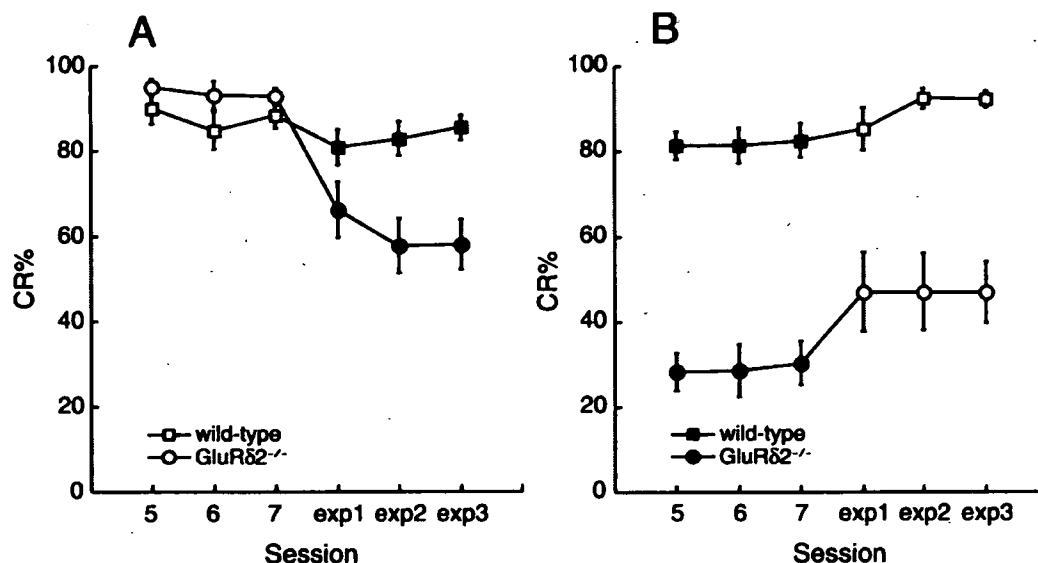 A
100
80
60
40
20
0
CR%
wild-type
GluRδ2⁻/⁻
5 6 7 exp1 exp2 exp3
Session
B
100
80
60
40
20
0
CR%
wild-type
GluRδ2⁻/⁻
5 6 7 exp1 exp2 exp3
Session